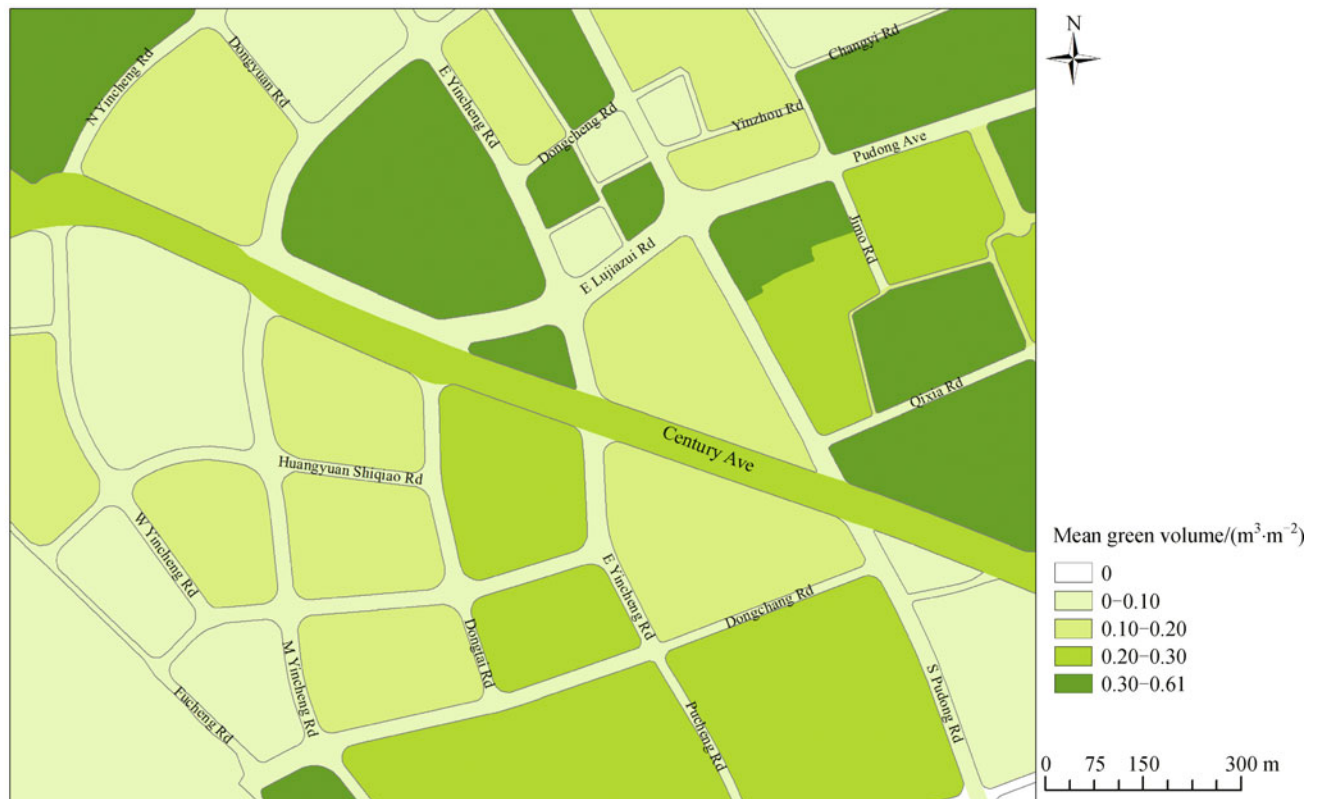 N Yincheng Rd
Dongyuan Rd
E Yincheng Rd
Dongcheng Rd
Changyi Rd
Yinzhou Rd
Pudong Ave
Jimo Rd
E Lujiazui Rd
Qixia Rd
Century Ave
Huangyuan Shiqiao Rd
W Yincheng Rd
E Yincheng Rd
Dongchang Rd
Dongtai Rd
M Yincheng Rd
Fucheng Rd
Pucheng Rd
S Pudong Rd
N
Mean green volume/(m³·m⁻²)
0
0−0.10
0.10−0.20
0.20−0.30
0.30−0.61
0 75 150 300 m